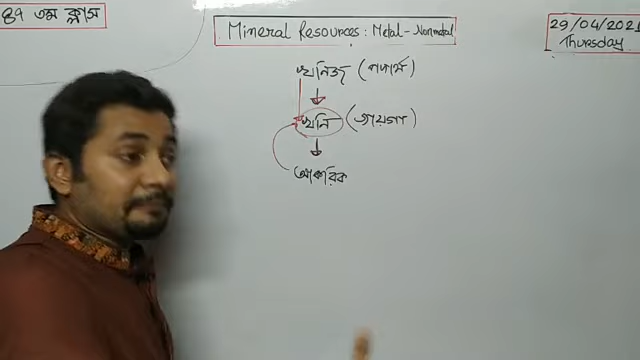 ৪৭ তম ক্লাস
Mineral Resources: Metal-Nonmetal
29/04/2021
Thursday
খনিজ (পদার্থ)
খনি (জায়গা)
আকরিক